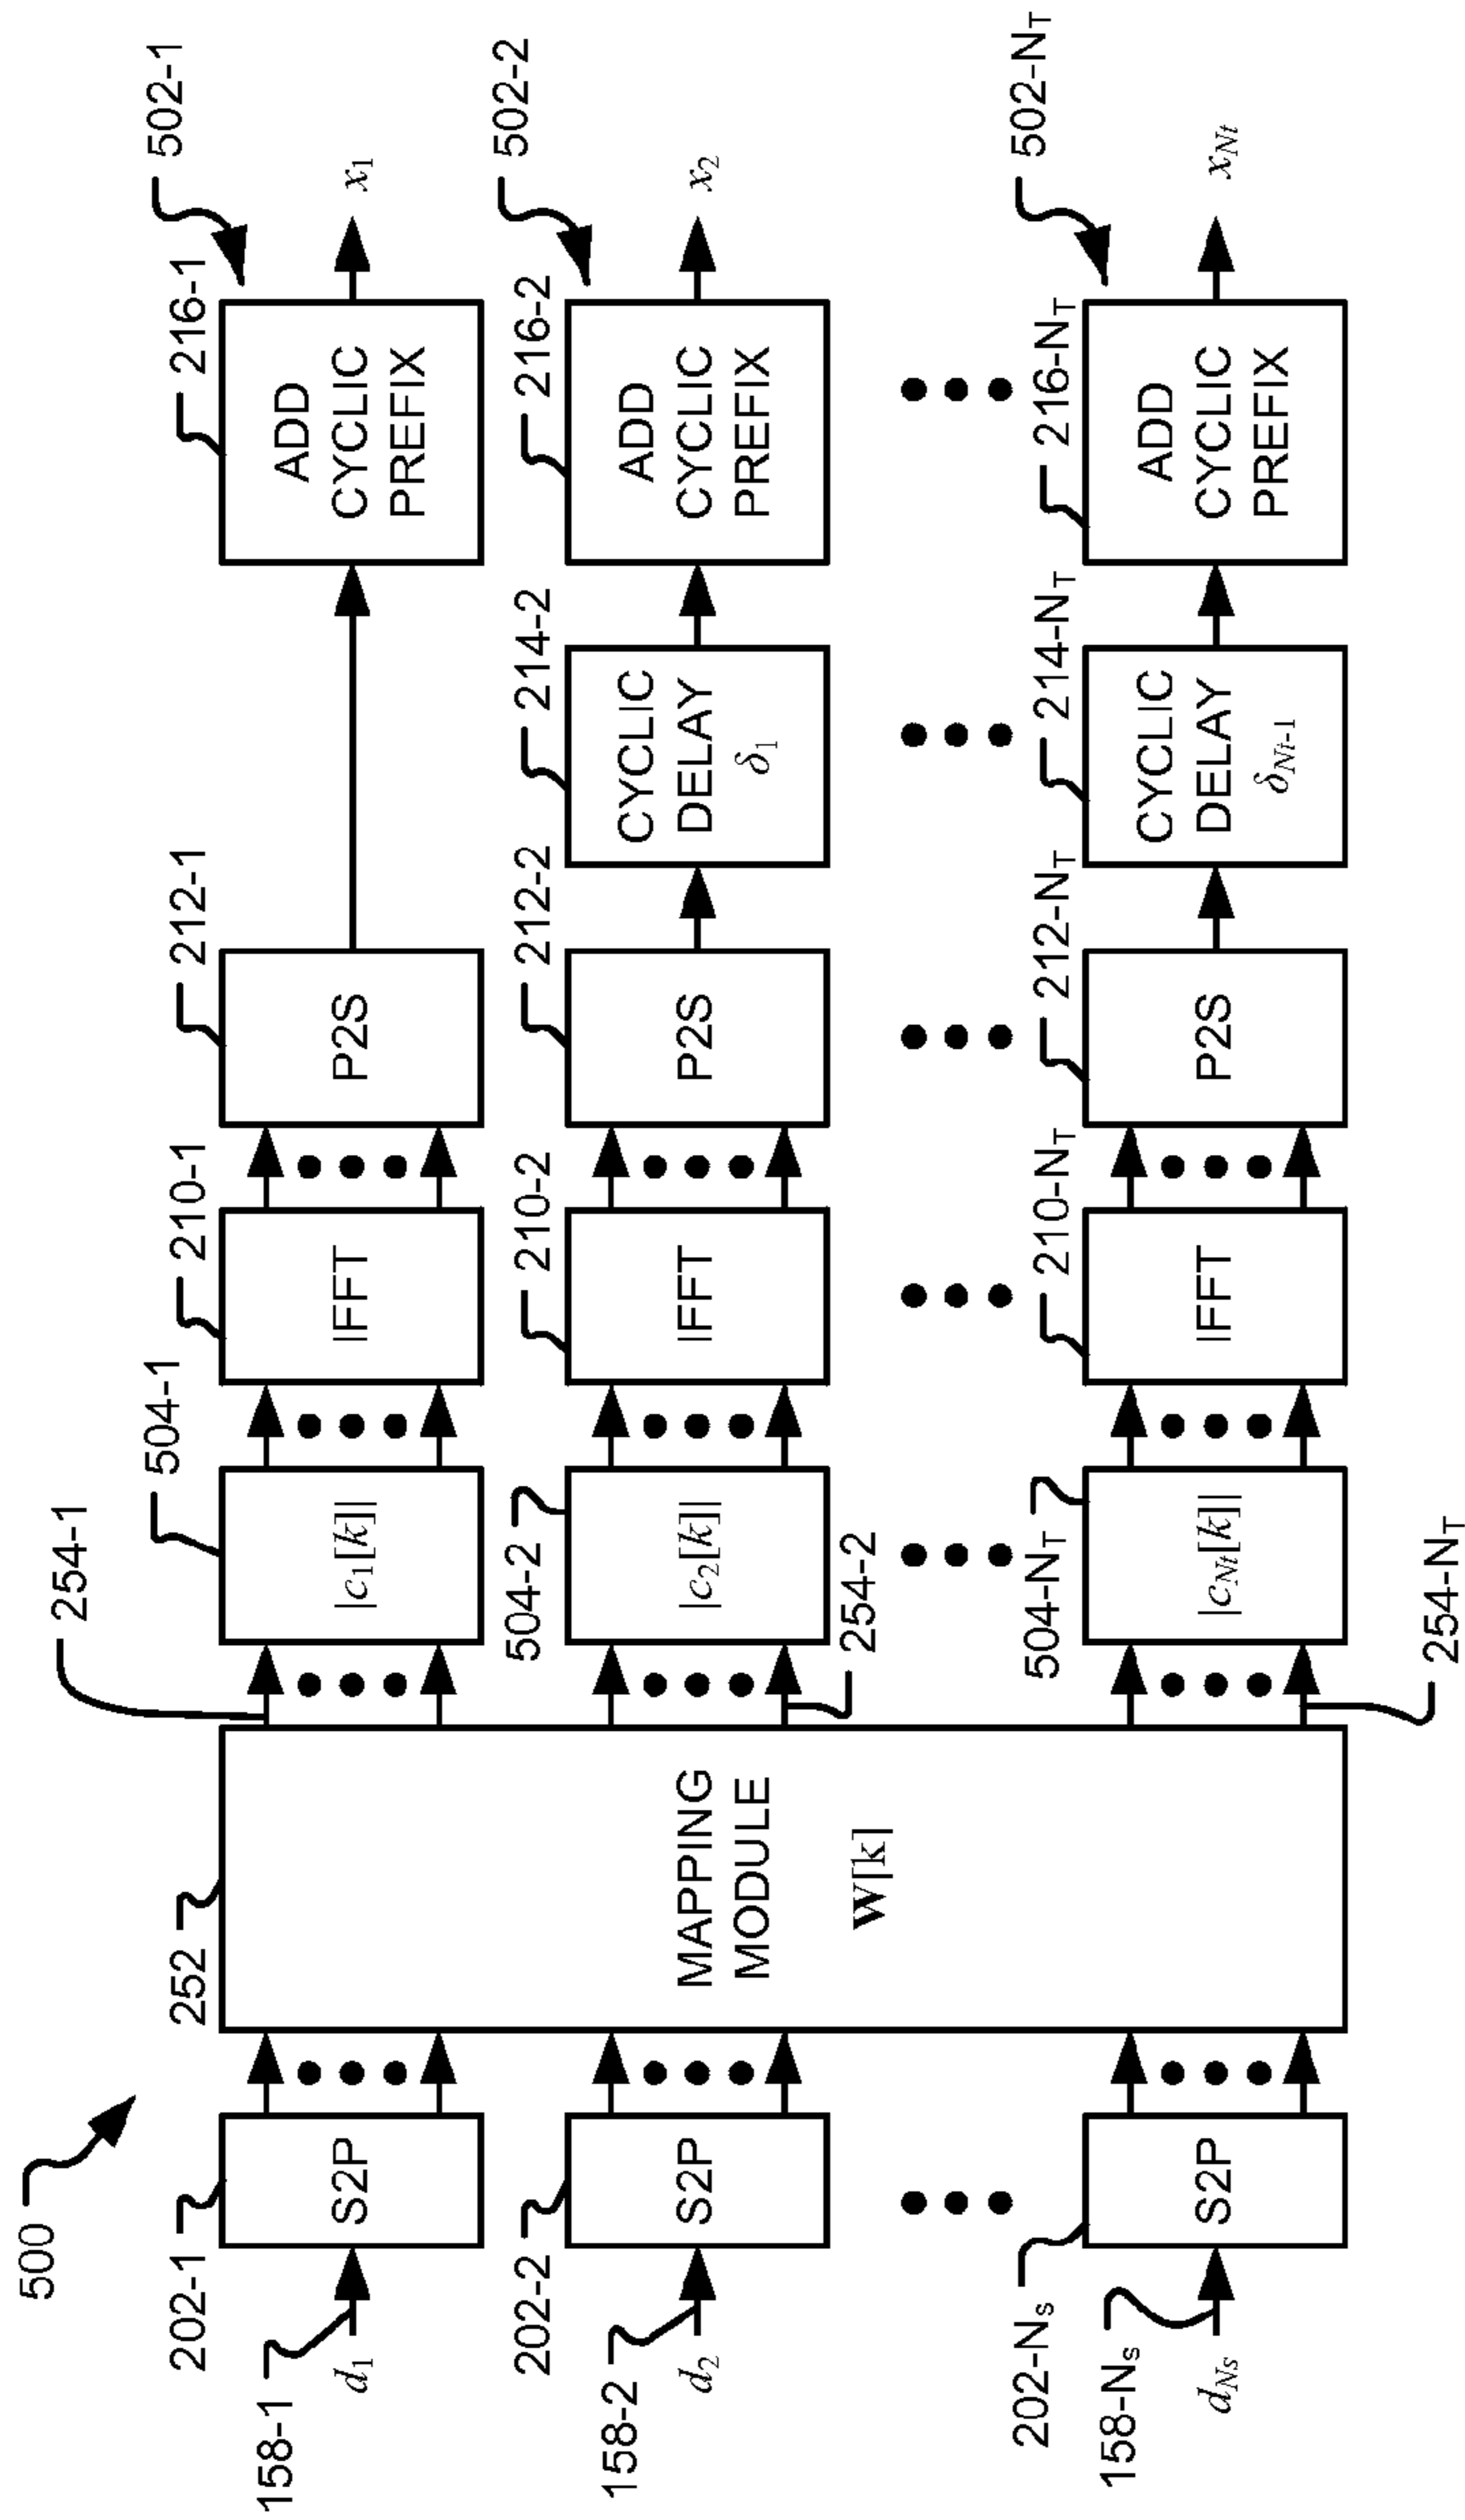 500
202-1
158-1
d1
S2P
252
254-1
504-1
|c1[k]|
210-1
IFFT
212-1
P2S
216-1
ADD
CYCLIC
PREFIX
502-1
x1
202-2
158-2
d2
S2P
MAPPING
MODULE
W[k]
504-2
|c2[k]|
254-2
210-2
IFFT
212-2
P2S
214-2
CYCLIC
DELAY
δ1
216-2
ADD
CYCLIC
PREFIX
502-2
x2
202-Ns
158-Ns
dNs
S2P
504-NT
|cNt[k]|
254-NT
210-NT
IFFT
212-NT
P2S
214-NT
CYCLIC
DELAY
δNt-1
216-NT
ADD
CYCLIC
PREFIX
502-NT
xNt